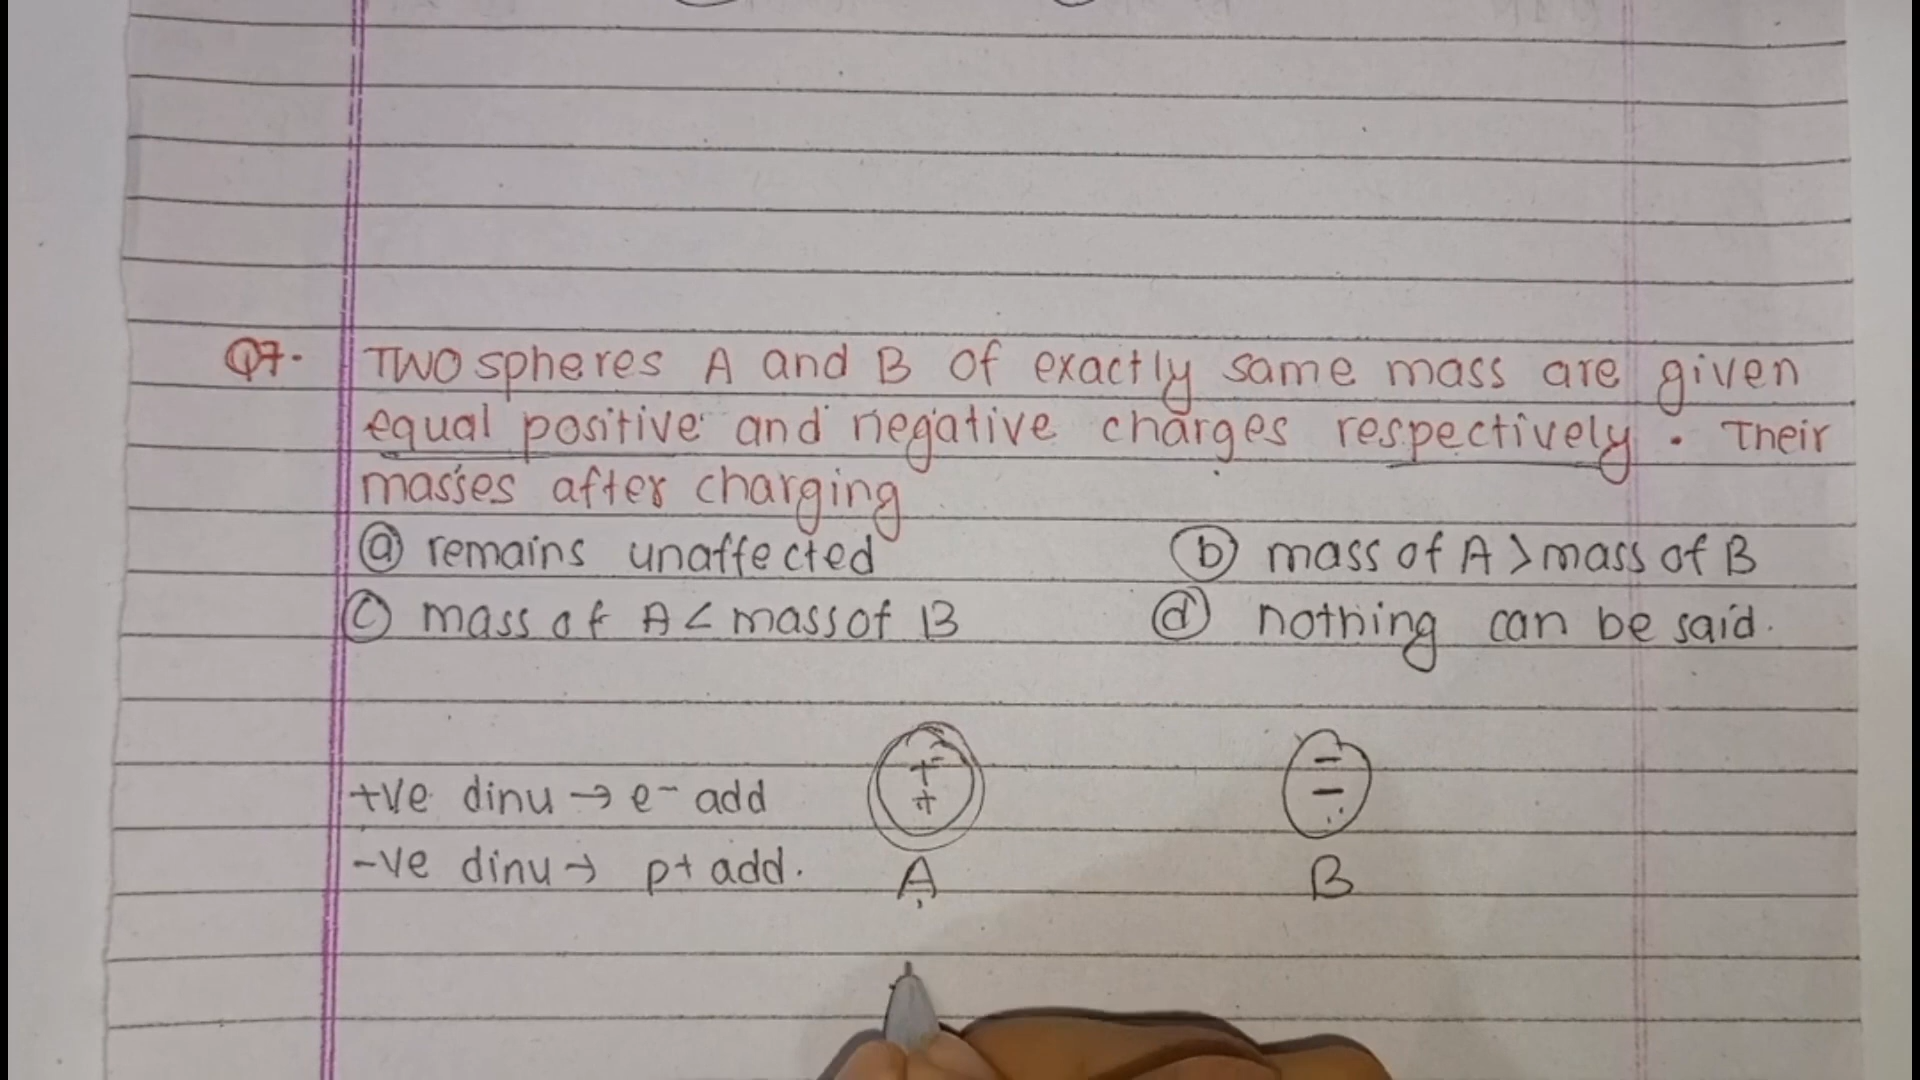 Q7. Two spheres A and B of exactly same mass are given
equal positive and negative charges respectively. Their
masses after charging
(a) remains unaffected (b) mass of A > mass of B
(c) mass of A < mass of B (d) nothing can be said.
+ +
− −
+ve dinu → e⁻ add
-ve dinu → p+ add.
A B